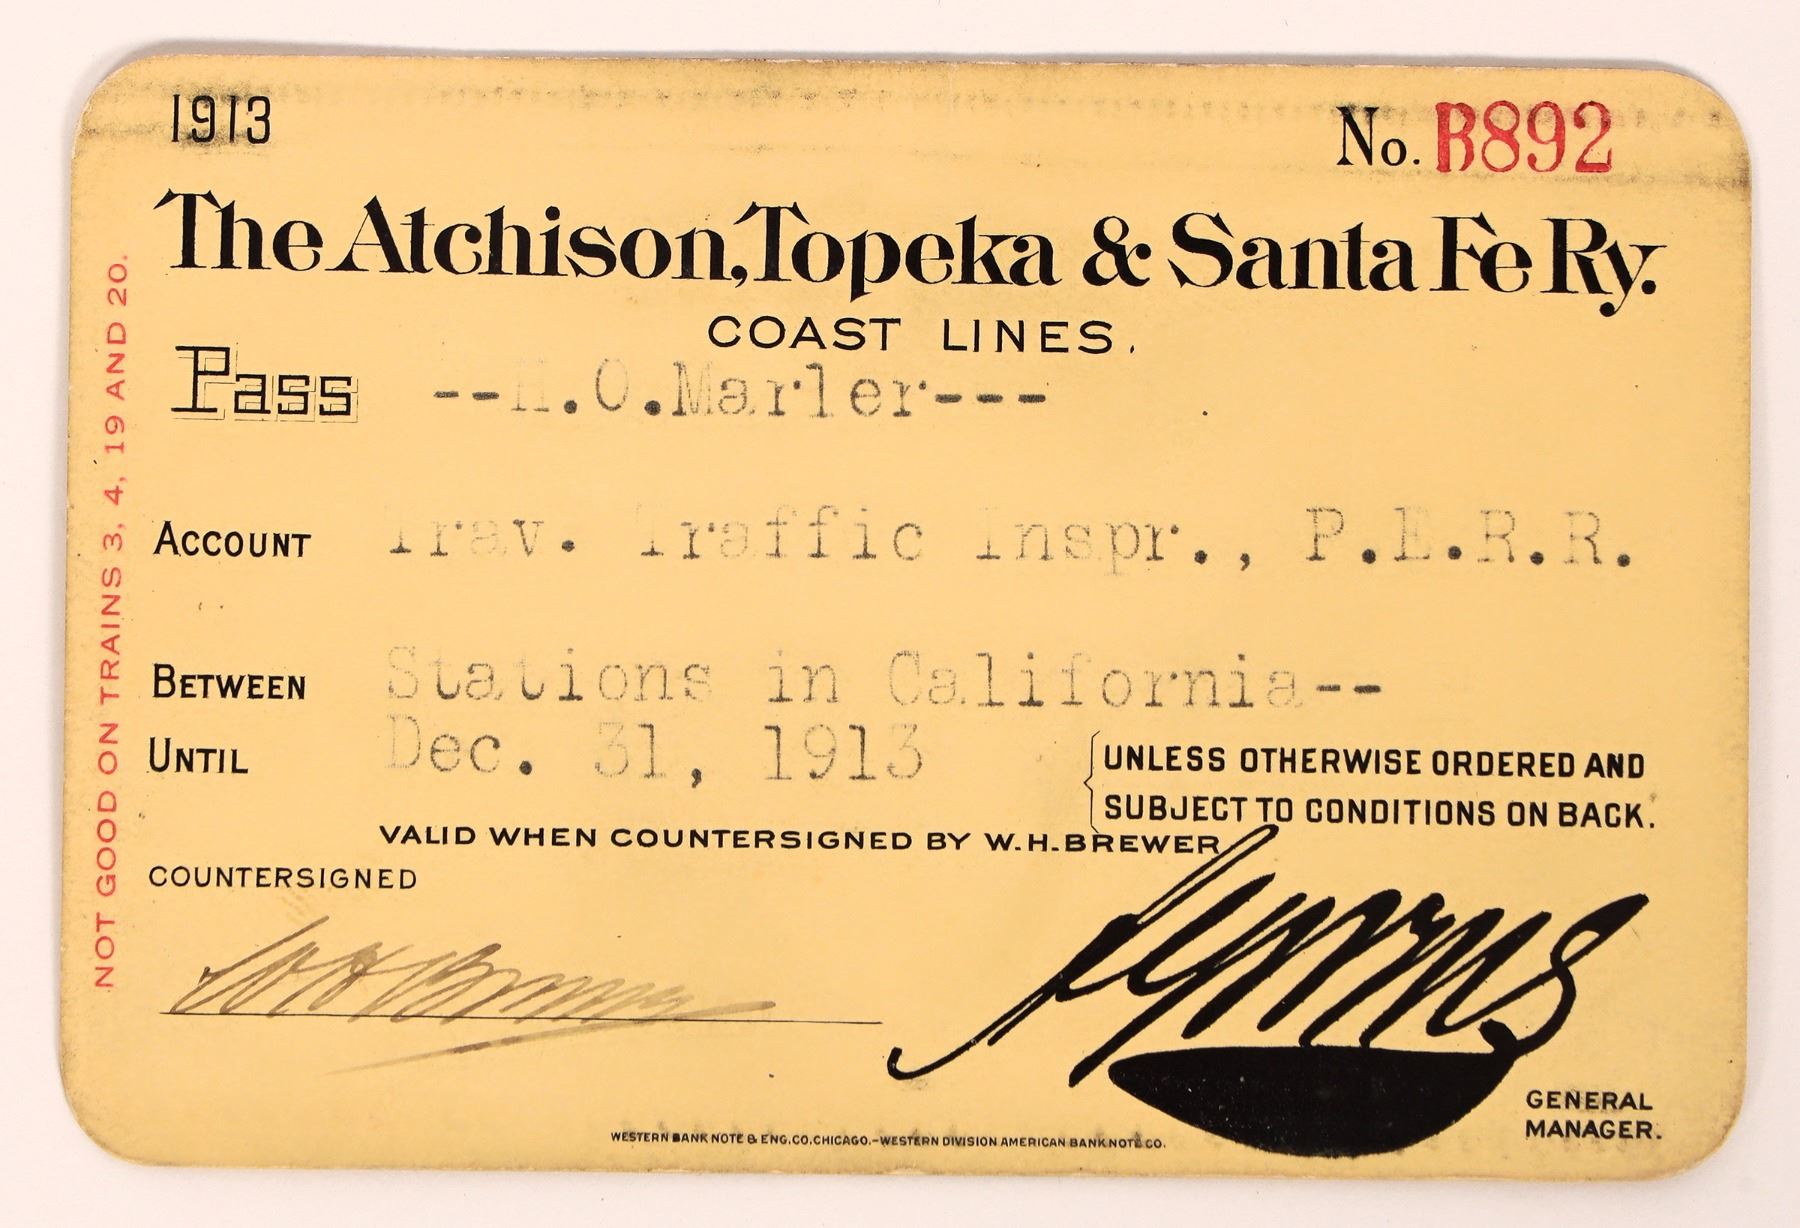 1913
No. B892
The Atchison, Topeka & Santa Fe Ry.
COAST LINES.
Pass --H.O.Marler---
ACCOUNT Trav. Traffic Inspr., P.E.R.R.
BETWEEN Stations in California--
UNTIL Dec. 31, 1913
UNLESS OTHERWISE ORDERED AND
SUBJECT TO CONDITIONS ON BACK.
VALID WHEN COUNTERSIGNED BY W.H.BREWER
COUNTERSIGNED
W H Brewer
GENERAL
MANAGER.
WESTERN BANK NOTE & ENG.CO.CHICAGO.-WESTERN DIVISION AMERICAN BANK NOTE CO.
NOT GOOD ON TRAINS 3, 4, 19 AND 20.